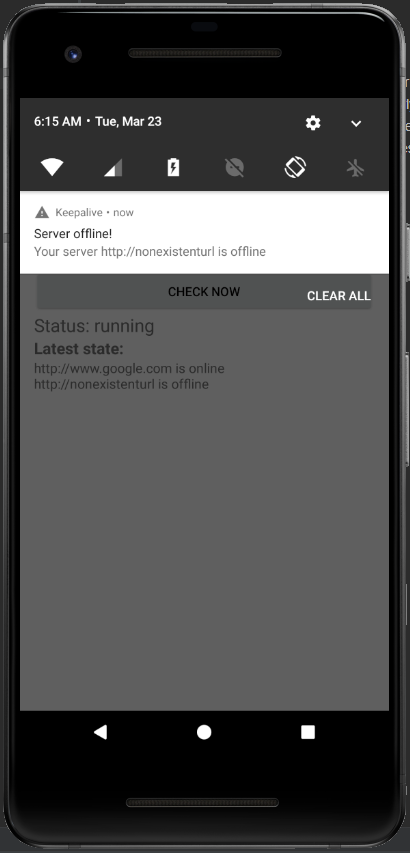 6:15 AM • Tue, Mar 23
Keepalive • now
Server offline!
Your server http://nonexistenturl is offline
CHECK NOW
CLEAR ALL
Status: running
Latest state:
http://www.google.com is online
http://nonexistenturl is offline